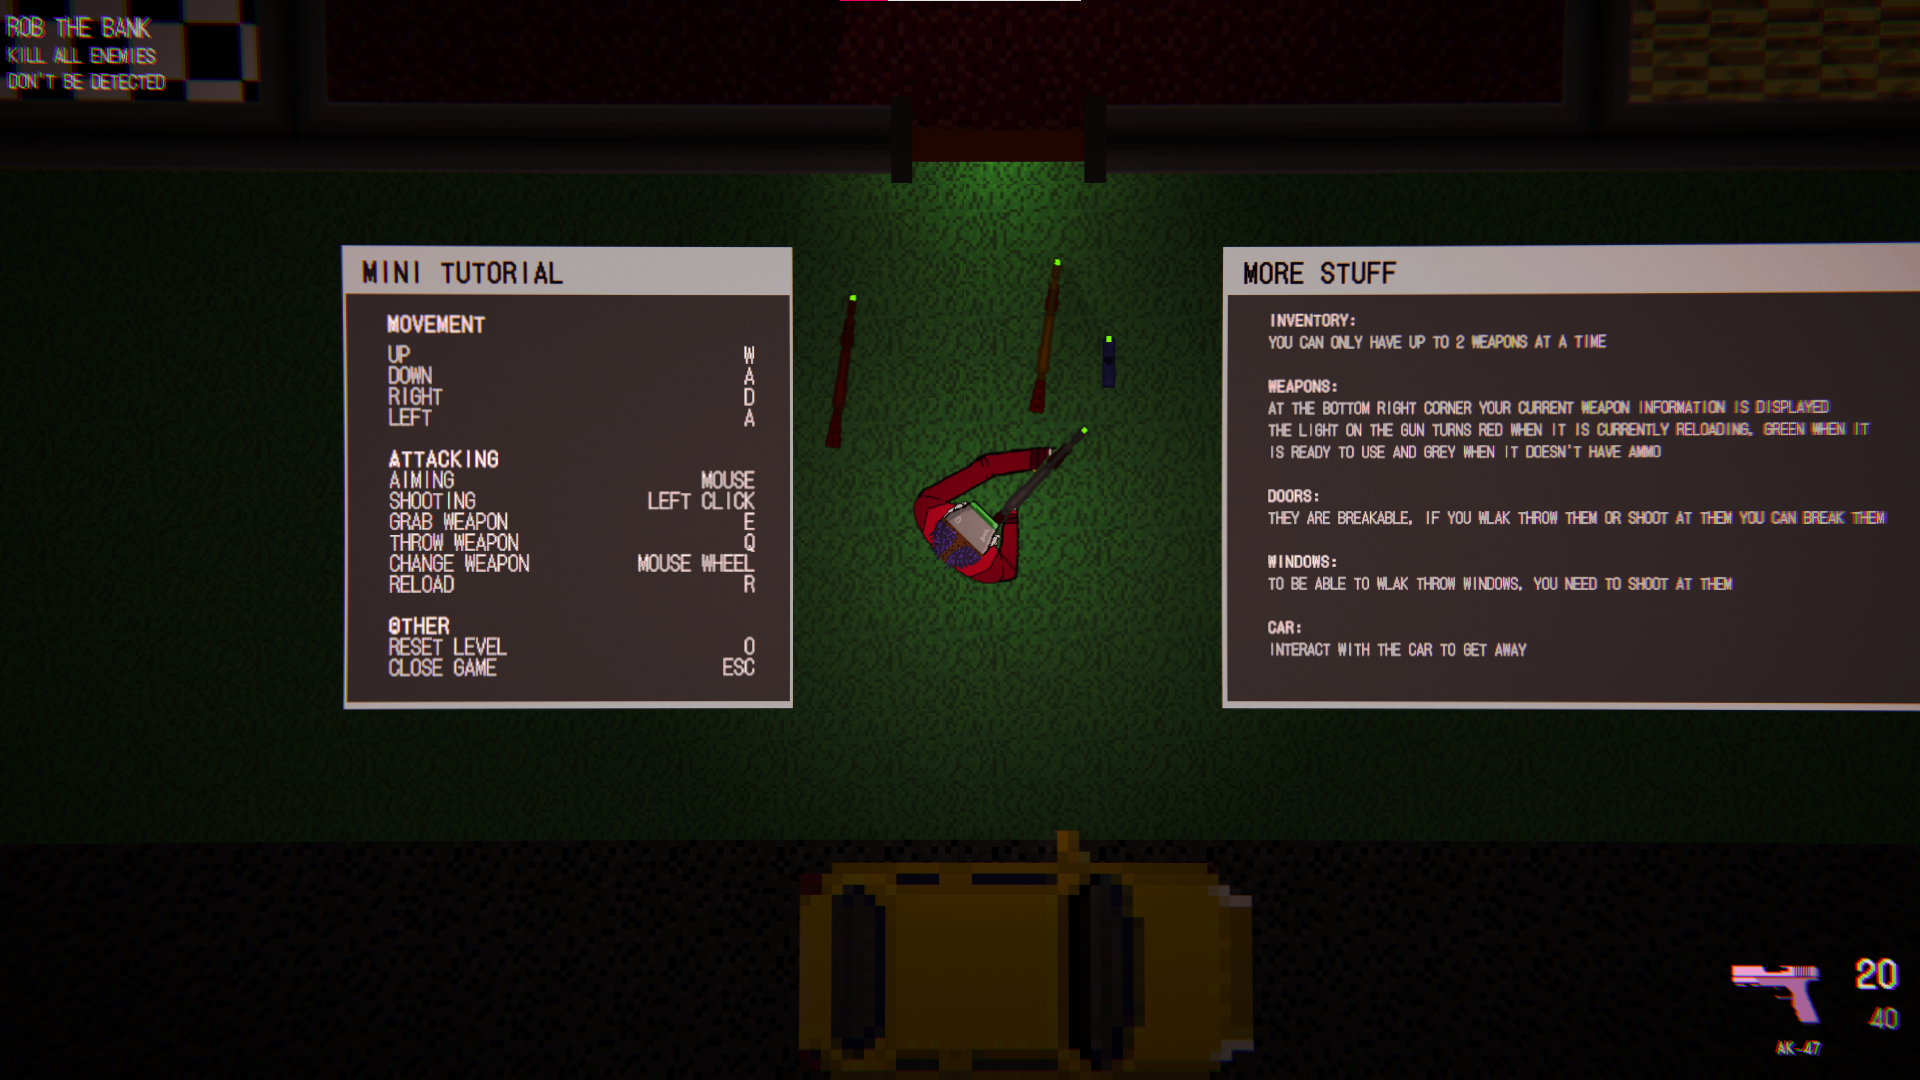 ROB THE BANK
KILL ALL ENEMIES
DON'T BE DETECTED
MINI TUTORIAL
MOVEMENT
UP W
DOWN A
RIGHT D
LEFT A
ATTACKING
AIMING MOUSE
SHOOTING LEFT CLICK
GRAB WEAPON E
THROW WEAPON Q
CHANGE WEAPON MOUSE WHEEL
RELOAD R
OTHER
RESET LEVEL O
CLOSE GAME ESC
MORE STUFF
INVENTORY:
YOU CAN ONLY HAVE UP TO 2 WEAPONS AT A TIME
WEAPONS:
AT THE BOTTOM RIGHT CORNER YOUR CURRENT WEAPON INFORMATION IS DISPLAYED
THE LIGHT ON THE GUN TURNS RED WHEN IT IS CURRENTLY RELOADING, GREEN WHEN IT
IS READY TO USE AND GREY WHEN IT DOESN'T HAVE AMMO
DOORS:
THEY ARE BREAKABLE, IF YOU WLAK THROW THEM OR SHOOT AT THEM YOU CAN BREAK THEM
WINDOWS:
TO BE ABLE TO WLAK THROW WINDOWS, YOU NEED TO SHOOT AT THEM
CAR:
INTERACT WITH THE CAR TO GET AWAY
20
40
AK-47